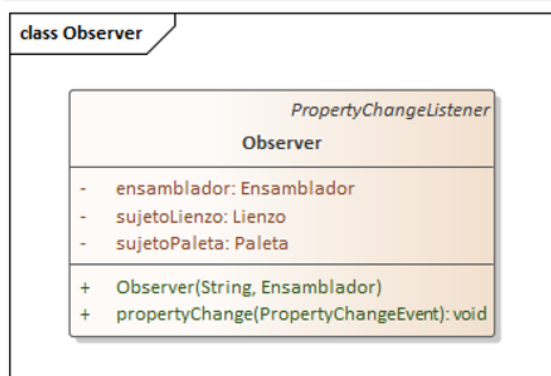 class Observer
PropertyChangeListener
Observer
- ensamblador: Ensamblador
- sujetoLienzo: Lienzo
- sujetoPaleta: Paleta
+ Observer(String, Ensamblador)
+ propertyChange(PropertyChangeEvent): void